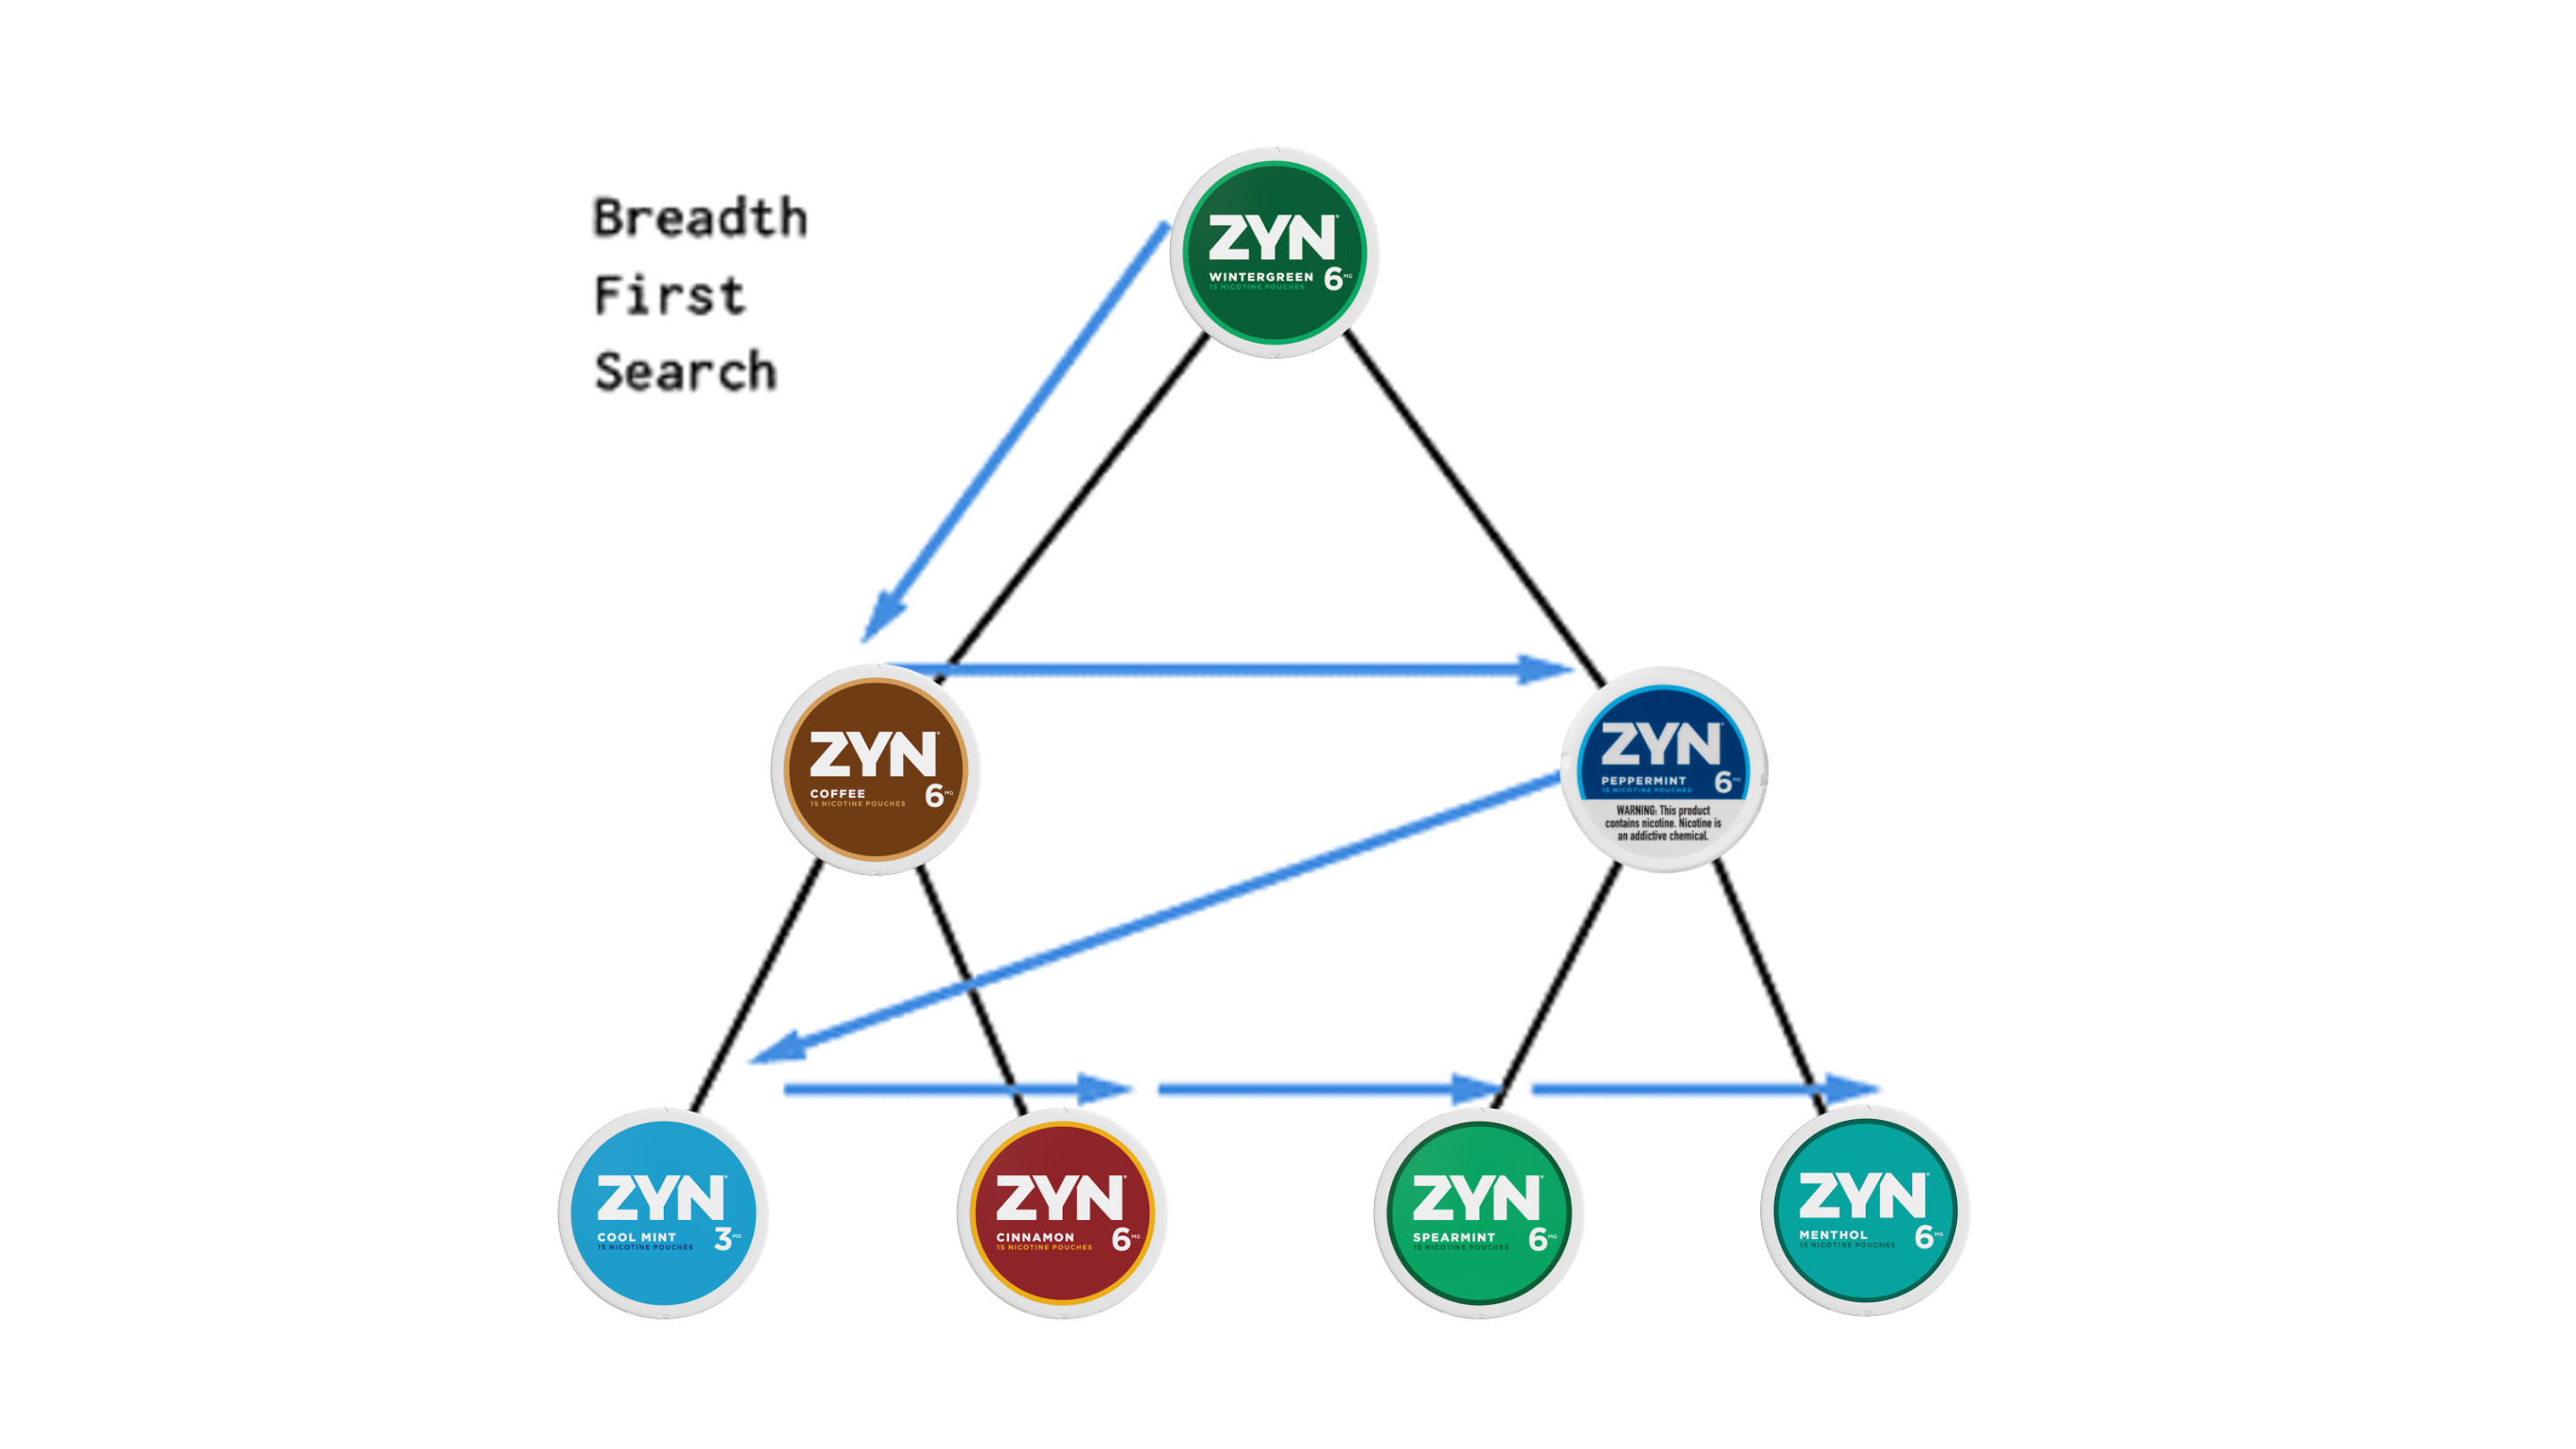 Breadth
First
Search
ZYN
WINTERGREEN 6 MG
15 NICOTINE POUCHES
ZYN
COFFEE 6 MG
15 NICOTINE POUCHES
ZYN
PEPPERMINT 6 MG
15 NICOTINE POUCHES
WARNING: This product
contains nicotine. Nicotine is
an addictive chemical.
ZYN
COOL MINT 3 MG
15 NICOTINE POUCHES
ZYN
CINNAMON 6 MG
15 NICOTINE POUCHES
ZYN
SPEARMINT 6 MG
15 NICOTINE POUCHES
ZYN
MENTHOL 6 MG
15 NICOTINE POUCHES